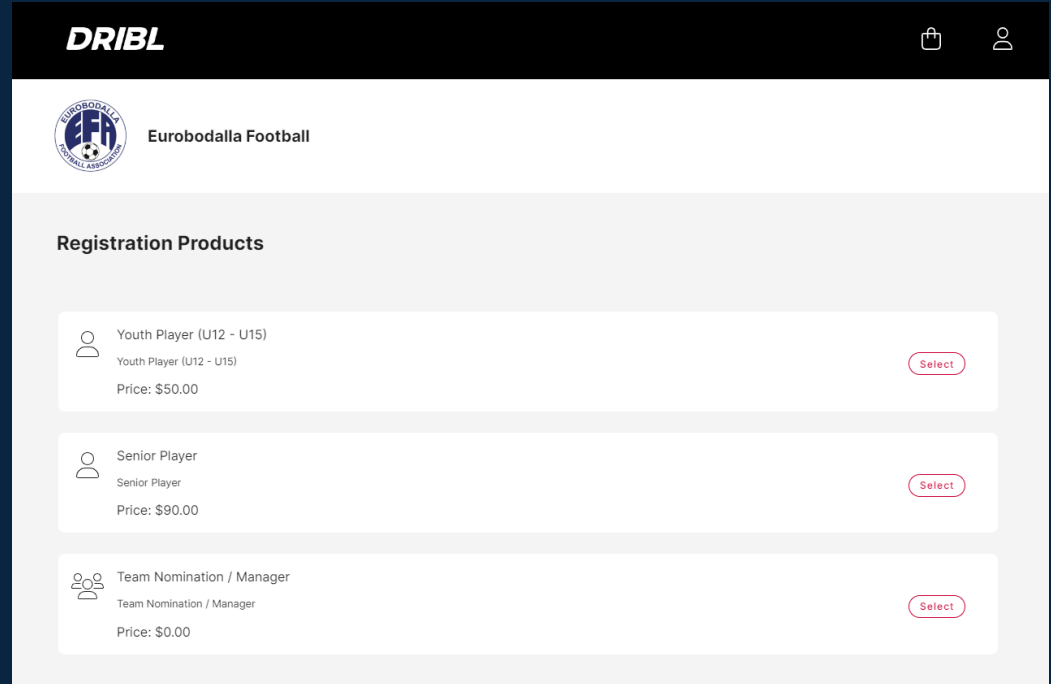 DRIBL
EUROBODALLA
EFA
FOOTBALL ASSOCIATION
Eurobodalla Football
Registration Products
Youth Player (U12 - U15)
Youth Player (U12 - U15)
Price: $50.00
Select
Senior Player
Senior Player
Price: $90.00
Select
Team Nomination / Manager
Team Nomination / Manager
Price: $0.00
Select